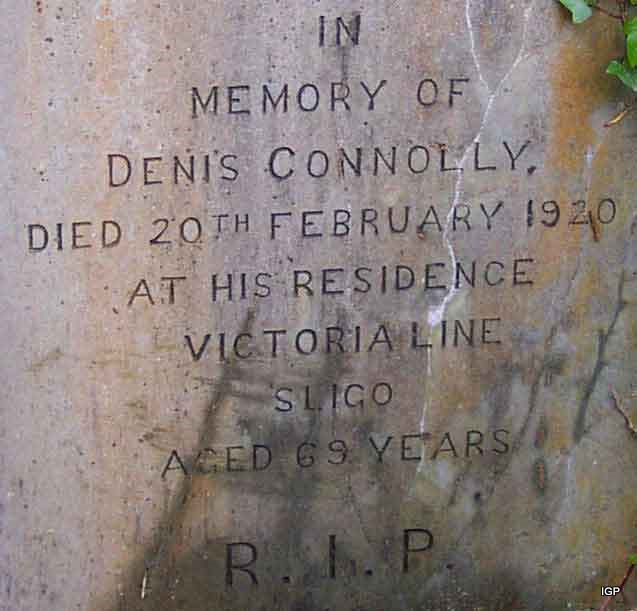 IN
MEMORY OF
DENIS CONNOLLY.
DIED 20TH FEBRUARY 1920
AT HIS RESIDENCE
VICTORIA LINE
SLIGO
AGED 69 YEARS
R. I. P.
IGP